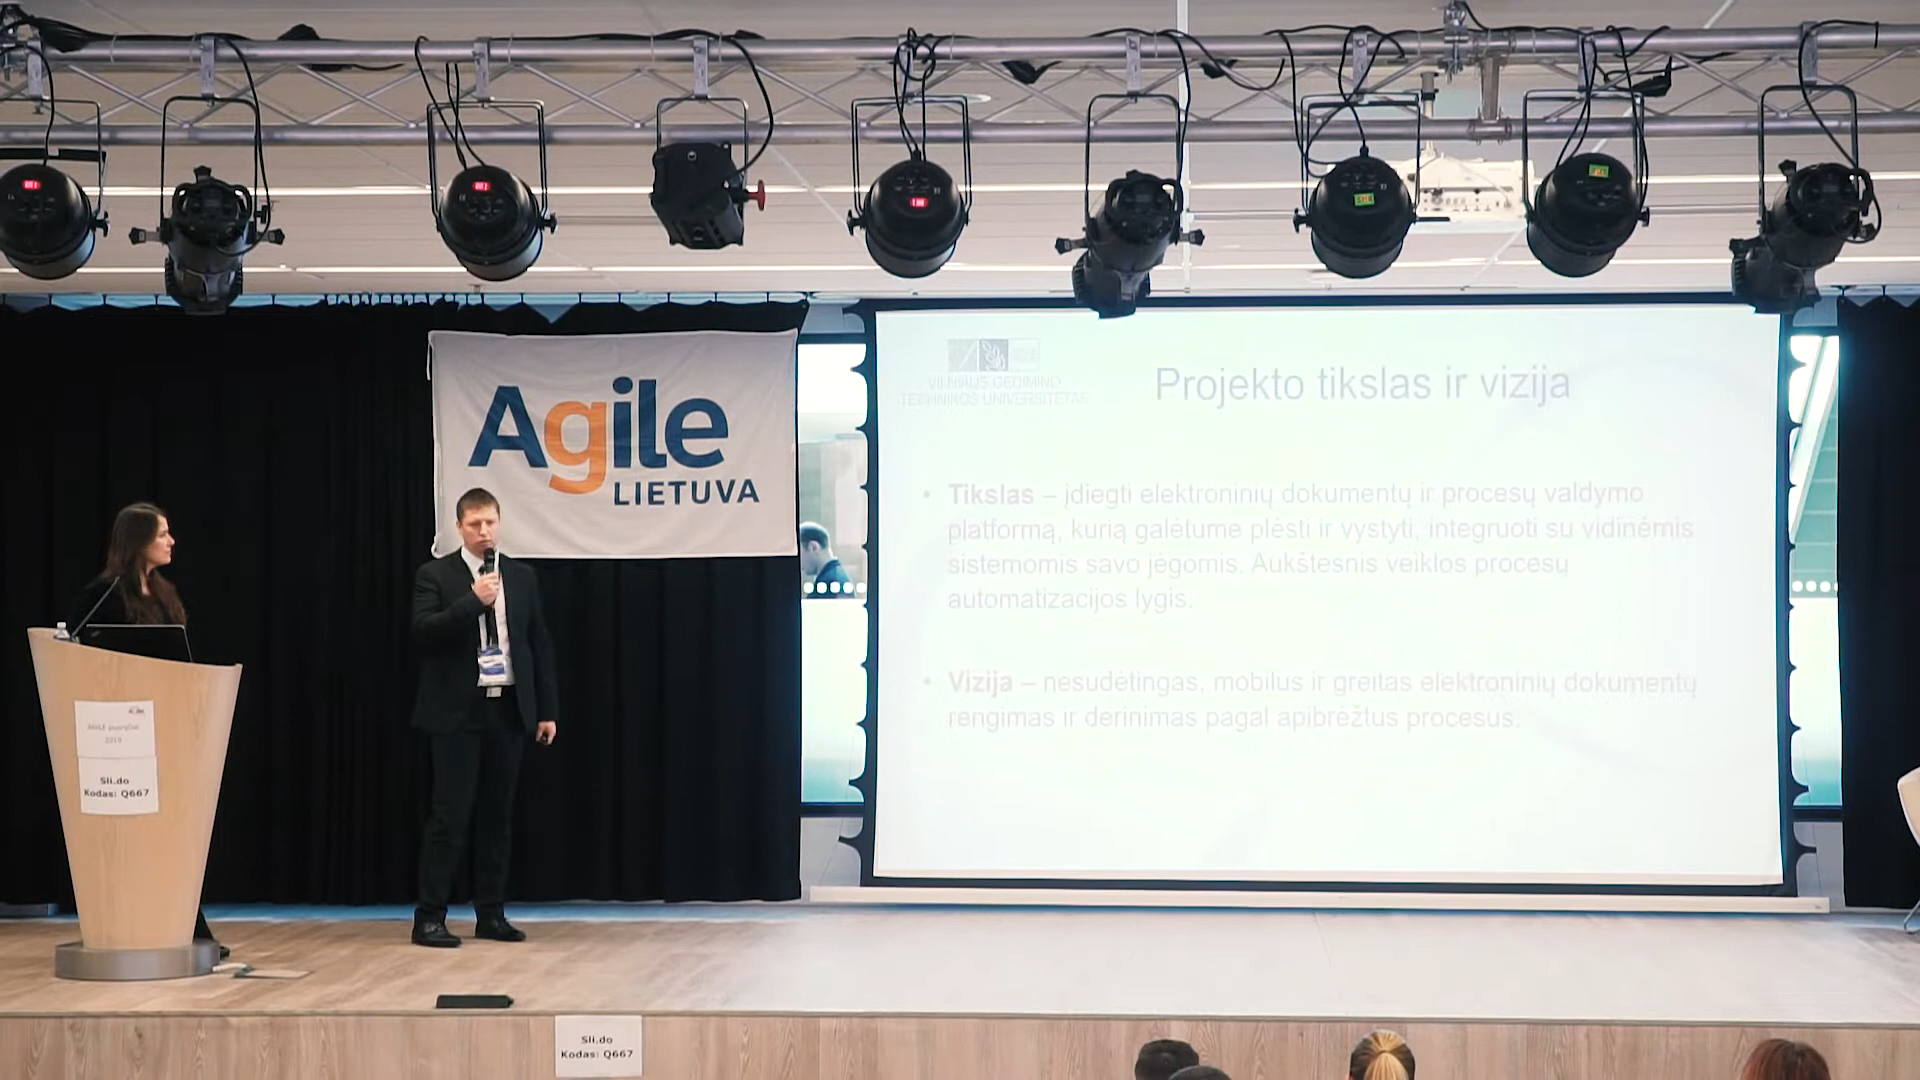 Agile
LIETUVA
VILNIAUS GEDIMINO
TECHNIKOS UNIVERSITETAS
Projekto tikslas ir vizija
• Tikslas – įdiegti elektroninių dokumentų ir procesų valdymo
platformą, kurią galėtume plėsti ir vystyti, integruoti su vidinėmis
sistemomis savo jėgomis. Aukštesnis veiklos procesų
automatizacijos lygis.
• Vizija – nesudėtingas, mobilus ir greitas elektroninių dokumentų
rengimas ir derinimas pagal apibrėžtus procesus.
2019
Sli.do
Kodas: Q667
Sli.do
Kodas: Q667